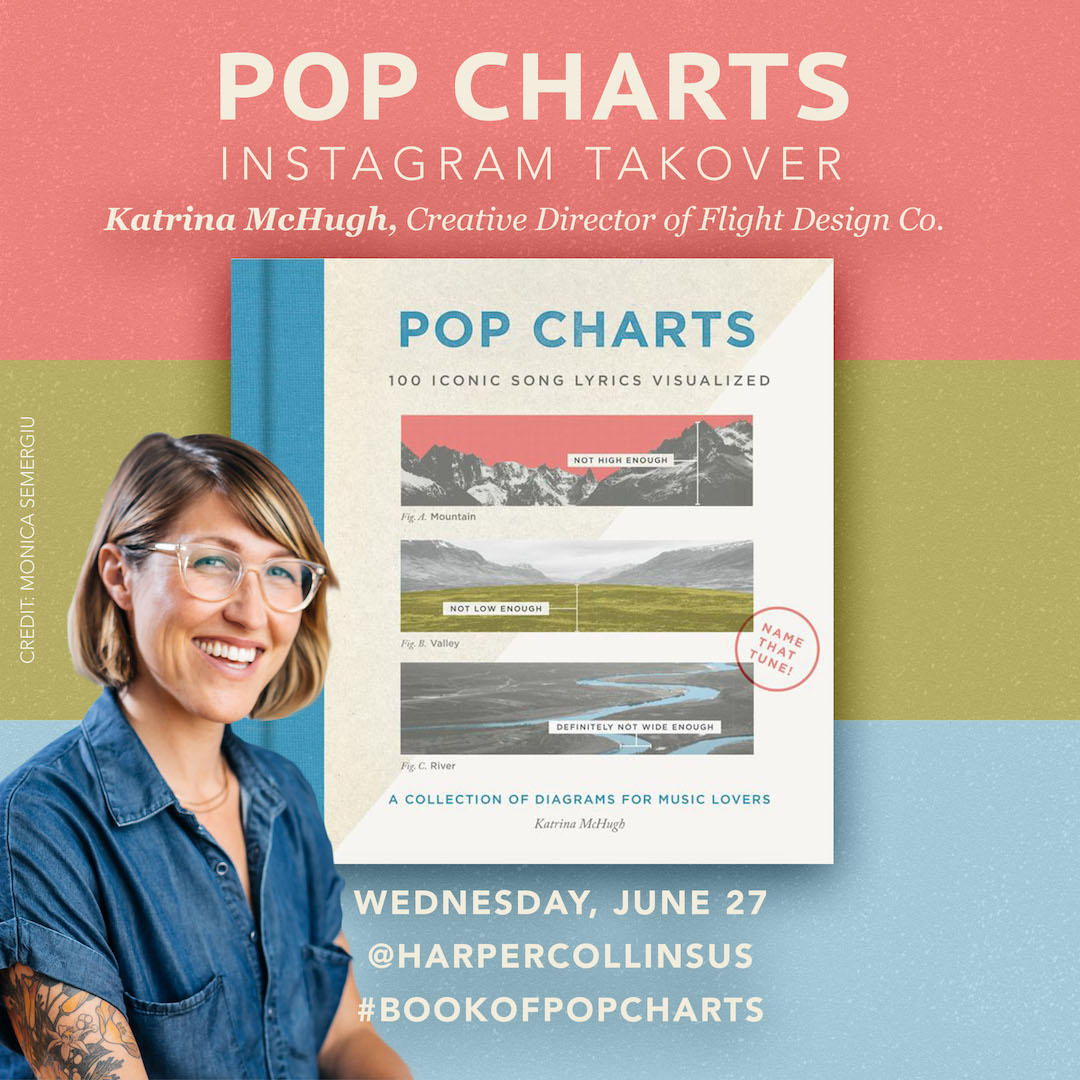 POP CHARTS
INSTAGRAM TAKOVER
Katrina McHugh, Creative Director of Flight Design Co.
POP CHARTS
100 ICONIC SONG LYRICS VISUALIZED
NOT HIGH ENOUGH
Fig. A. Mountain
NOT LOW ENOUGH
Fig. B. Valley
NAME
THAT
TUNE!
DEFINITELY NOT WIDE ENOUGH
Fig. C. River
A COLLECTION OF DIAGRAMS FOR MUSIC LOVERS
Katrina McHugh
CREDIT: MONICA SEMERGIU
WEDNESDAY, JUNE 27
@HARPERCOLLINSUS
#BOOKOFPOPCHARTS